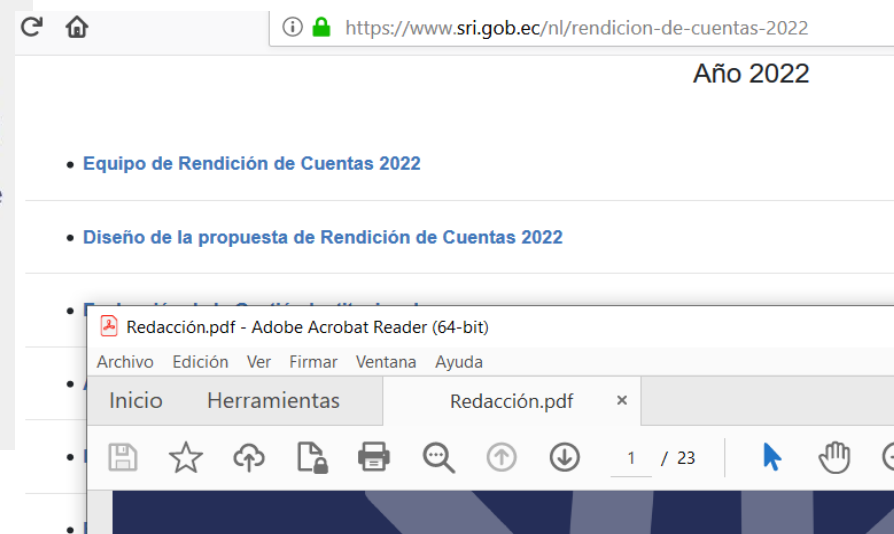 https://www.sri.gob.ec/nl/rendicion-de-cuentas-2022
Año 2022
Equipo de Rendición de Cuentas 2022
Diseño de la propuesta de Rendición de Cuentas 2022
Redacción.pdf - Adobe Acrobat Reader (64-bit)
Archivo Edición Ver Firmar Ventana Ayuda
Inicio Herramientas Redacción.pdf ×
1 / 23